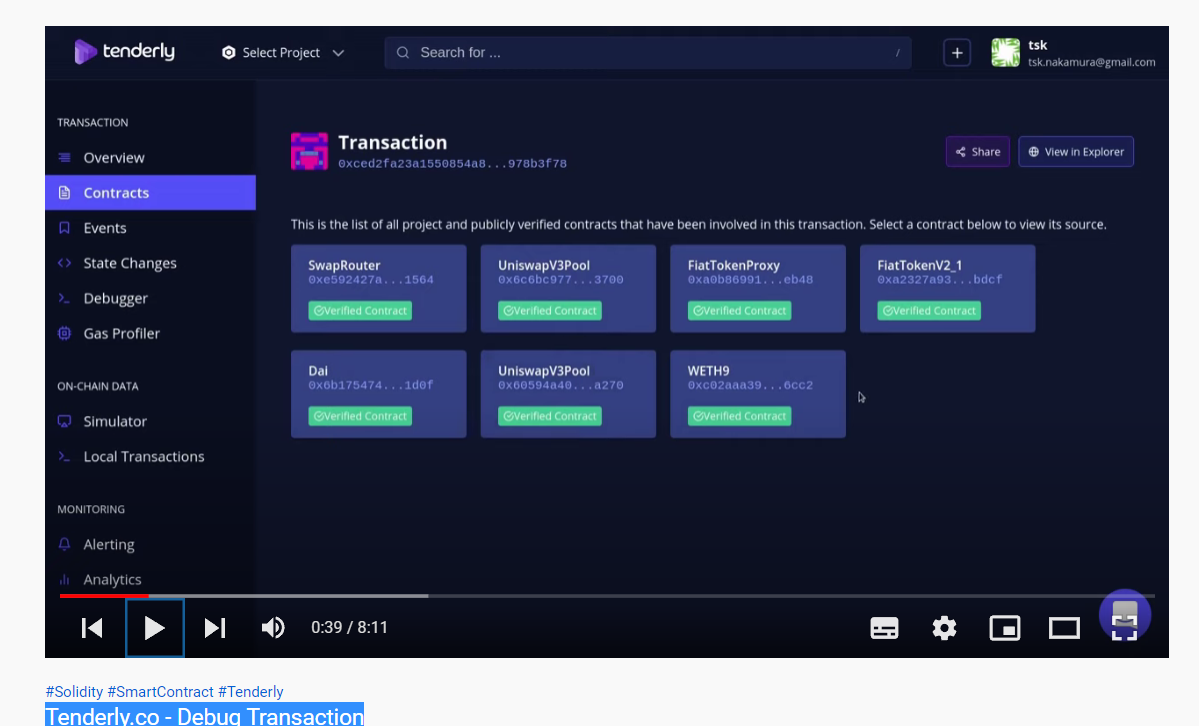 tenderly
Select Project
Search for ...
/
+
tsk
tsk.nakamura@gmail.com
TRANSACTION
Overview
Contracts
Events
State Changes
Debugger
Gas Profiler
ON-CHAIN DATA
Simulator
Local Transactions
MONITORING
Alerting
Analytics
Transaction
0xced2fa23a1550854a8...978b3f78
Share
View in Explorer
This is the list of all project and publicly verified contracts that have been involved in this transaction. Select a contract below to view its source.
SwapRouter
0xe592427a...1564
Verified Contract
UniswapV3Pool
0x6c6bc977...3700
Verified Contract
FiatTokenProxy
0xa0b86991...eb48
Verified Contract
FiatTokenV2_1
0xa2327a93...bdcf
Verified Contract
Dai
0x6b175474...1d0f
Verified Contract
UniswapV3Pool
0x60594a40...a270
Verified Contract
WETH9
0xc02aaa39...6cc2
Verified Contract
0:39 / 8:11
#Solidity #SmartContract #Tenderly
Tenderly.co - Debug Transaction